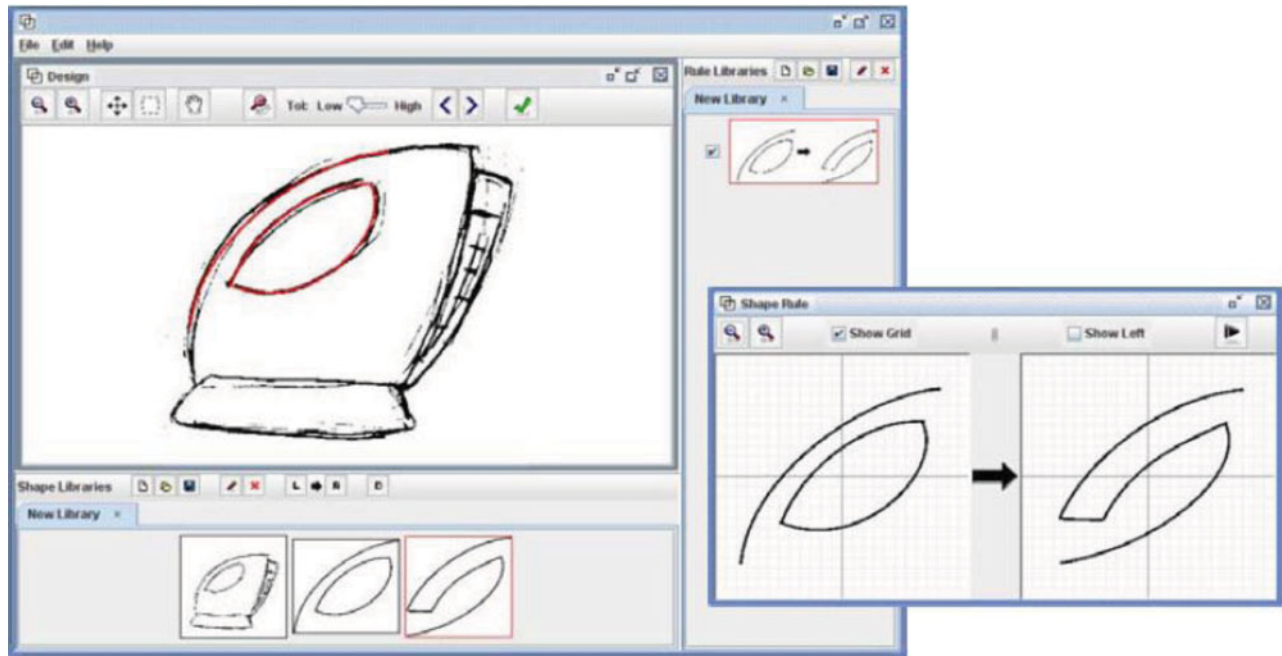 File Edit Help
Design
Tol: Low High
Rule Libraries
New Library ×
Shape Rule
Show Grid
Show Left
Shape Libraries
L R D
New Library ×